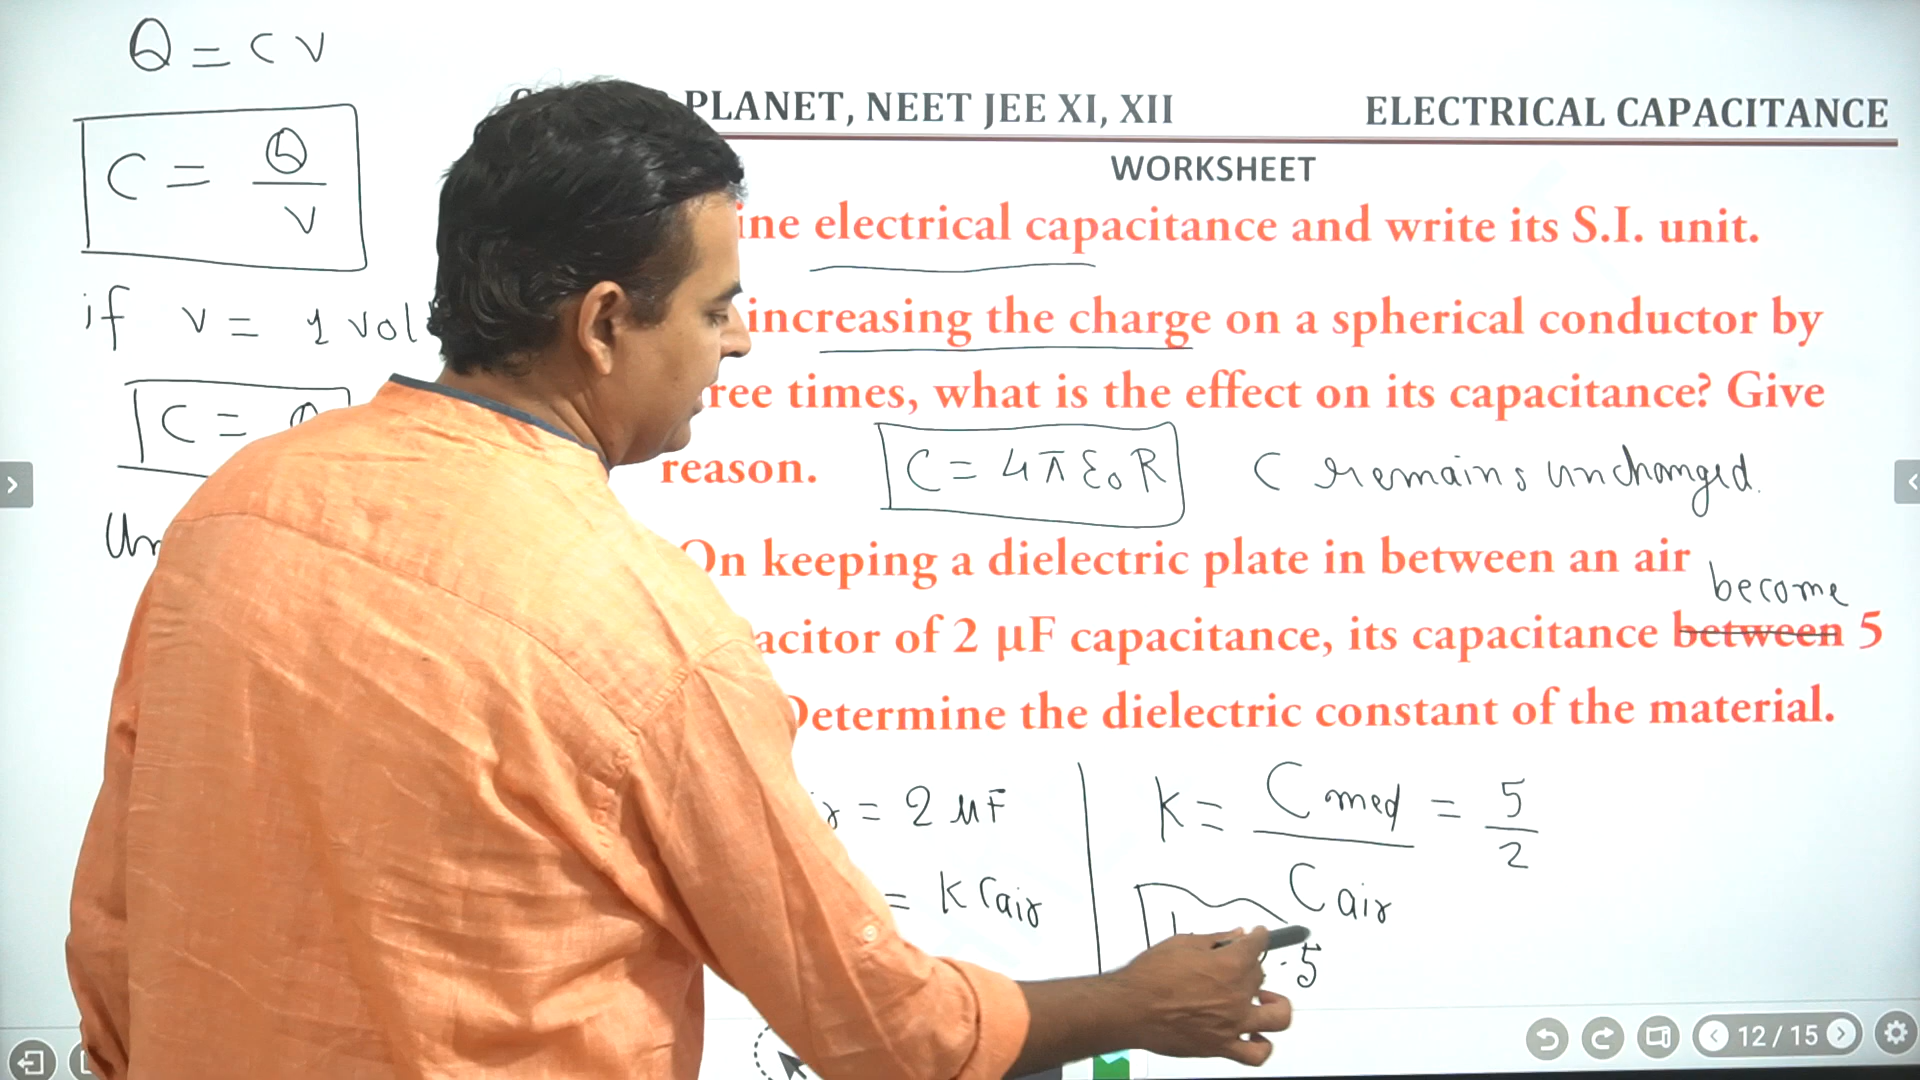 Q = C V
C = Q / V
if V = 1 vol
C =
PLANET, NEET JEE XI, XII
ELECTRICAL CAPACITANCE
WORKSHEET
ine electrical capacitance and write its S.I. unit.
increasing the charge on a spherical conductor by
ree times, what is the effect on its capacitance? Give
reason.
C = 4π ε0 R
C remains unchanged.
On keeping a dielectric plate in between an air
become
acitor of 2 μF capacitance, its capacitance between 5
Determine the dielectric constant of the material.
= 2 μF
= K Cair
K = Cmed / Cair = 5 / 2
.5
12 / 15